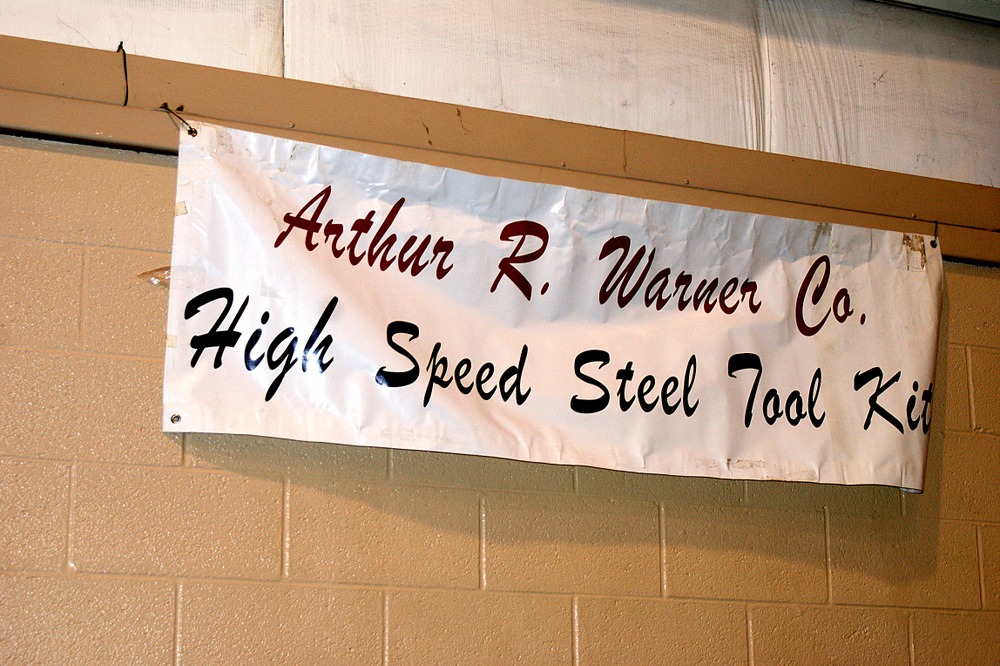 Arthur R. Warner Co.
High Speed Steel Tool Kit